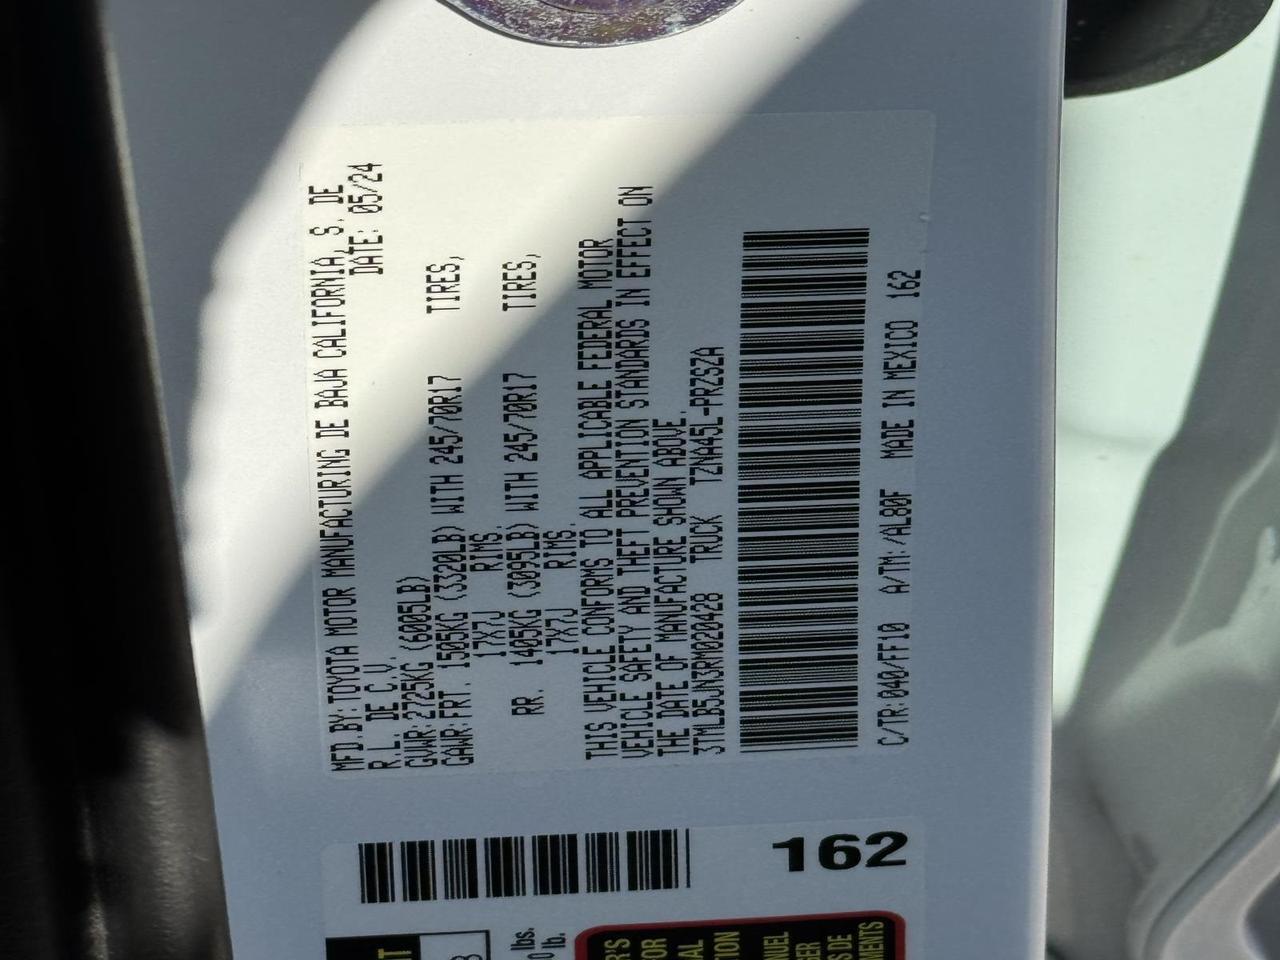 MFD.BY:TOYOTA MOTOR MANUFACTURING DE BAJA CALIFORNIA, S. DE
R.L. DE C.V. DATE: 05/24
GVWR:2725KG (6005LB)
GAWR:FRT. 1505KG (3320LB) WITH 245/70R17 TIRES,
17X7J RIMS.
RR. 1405KG (3095LB) WITH 245/70R17 TIRES,
17X7J RIMS.
THIS VEHICLE CONFORMS TO ALL APPLICABLE FEDERAL MOTOR
VEHICLE SAFETY AND THEFT PREVENTION STANDARDS IN EFFECT ON
THE DATE OF MANUFACTURE SHOWN ABOVE.
3TMLB5JN3RM020428 TRUCK TZNA45L-PRZSZA
C/TR:040/FF10 A/TM:/AL80F MADE IN MEXICO 162
162
lbs.
lb.